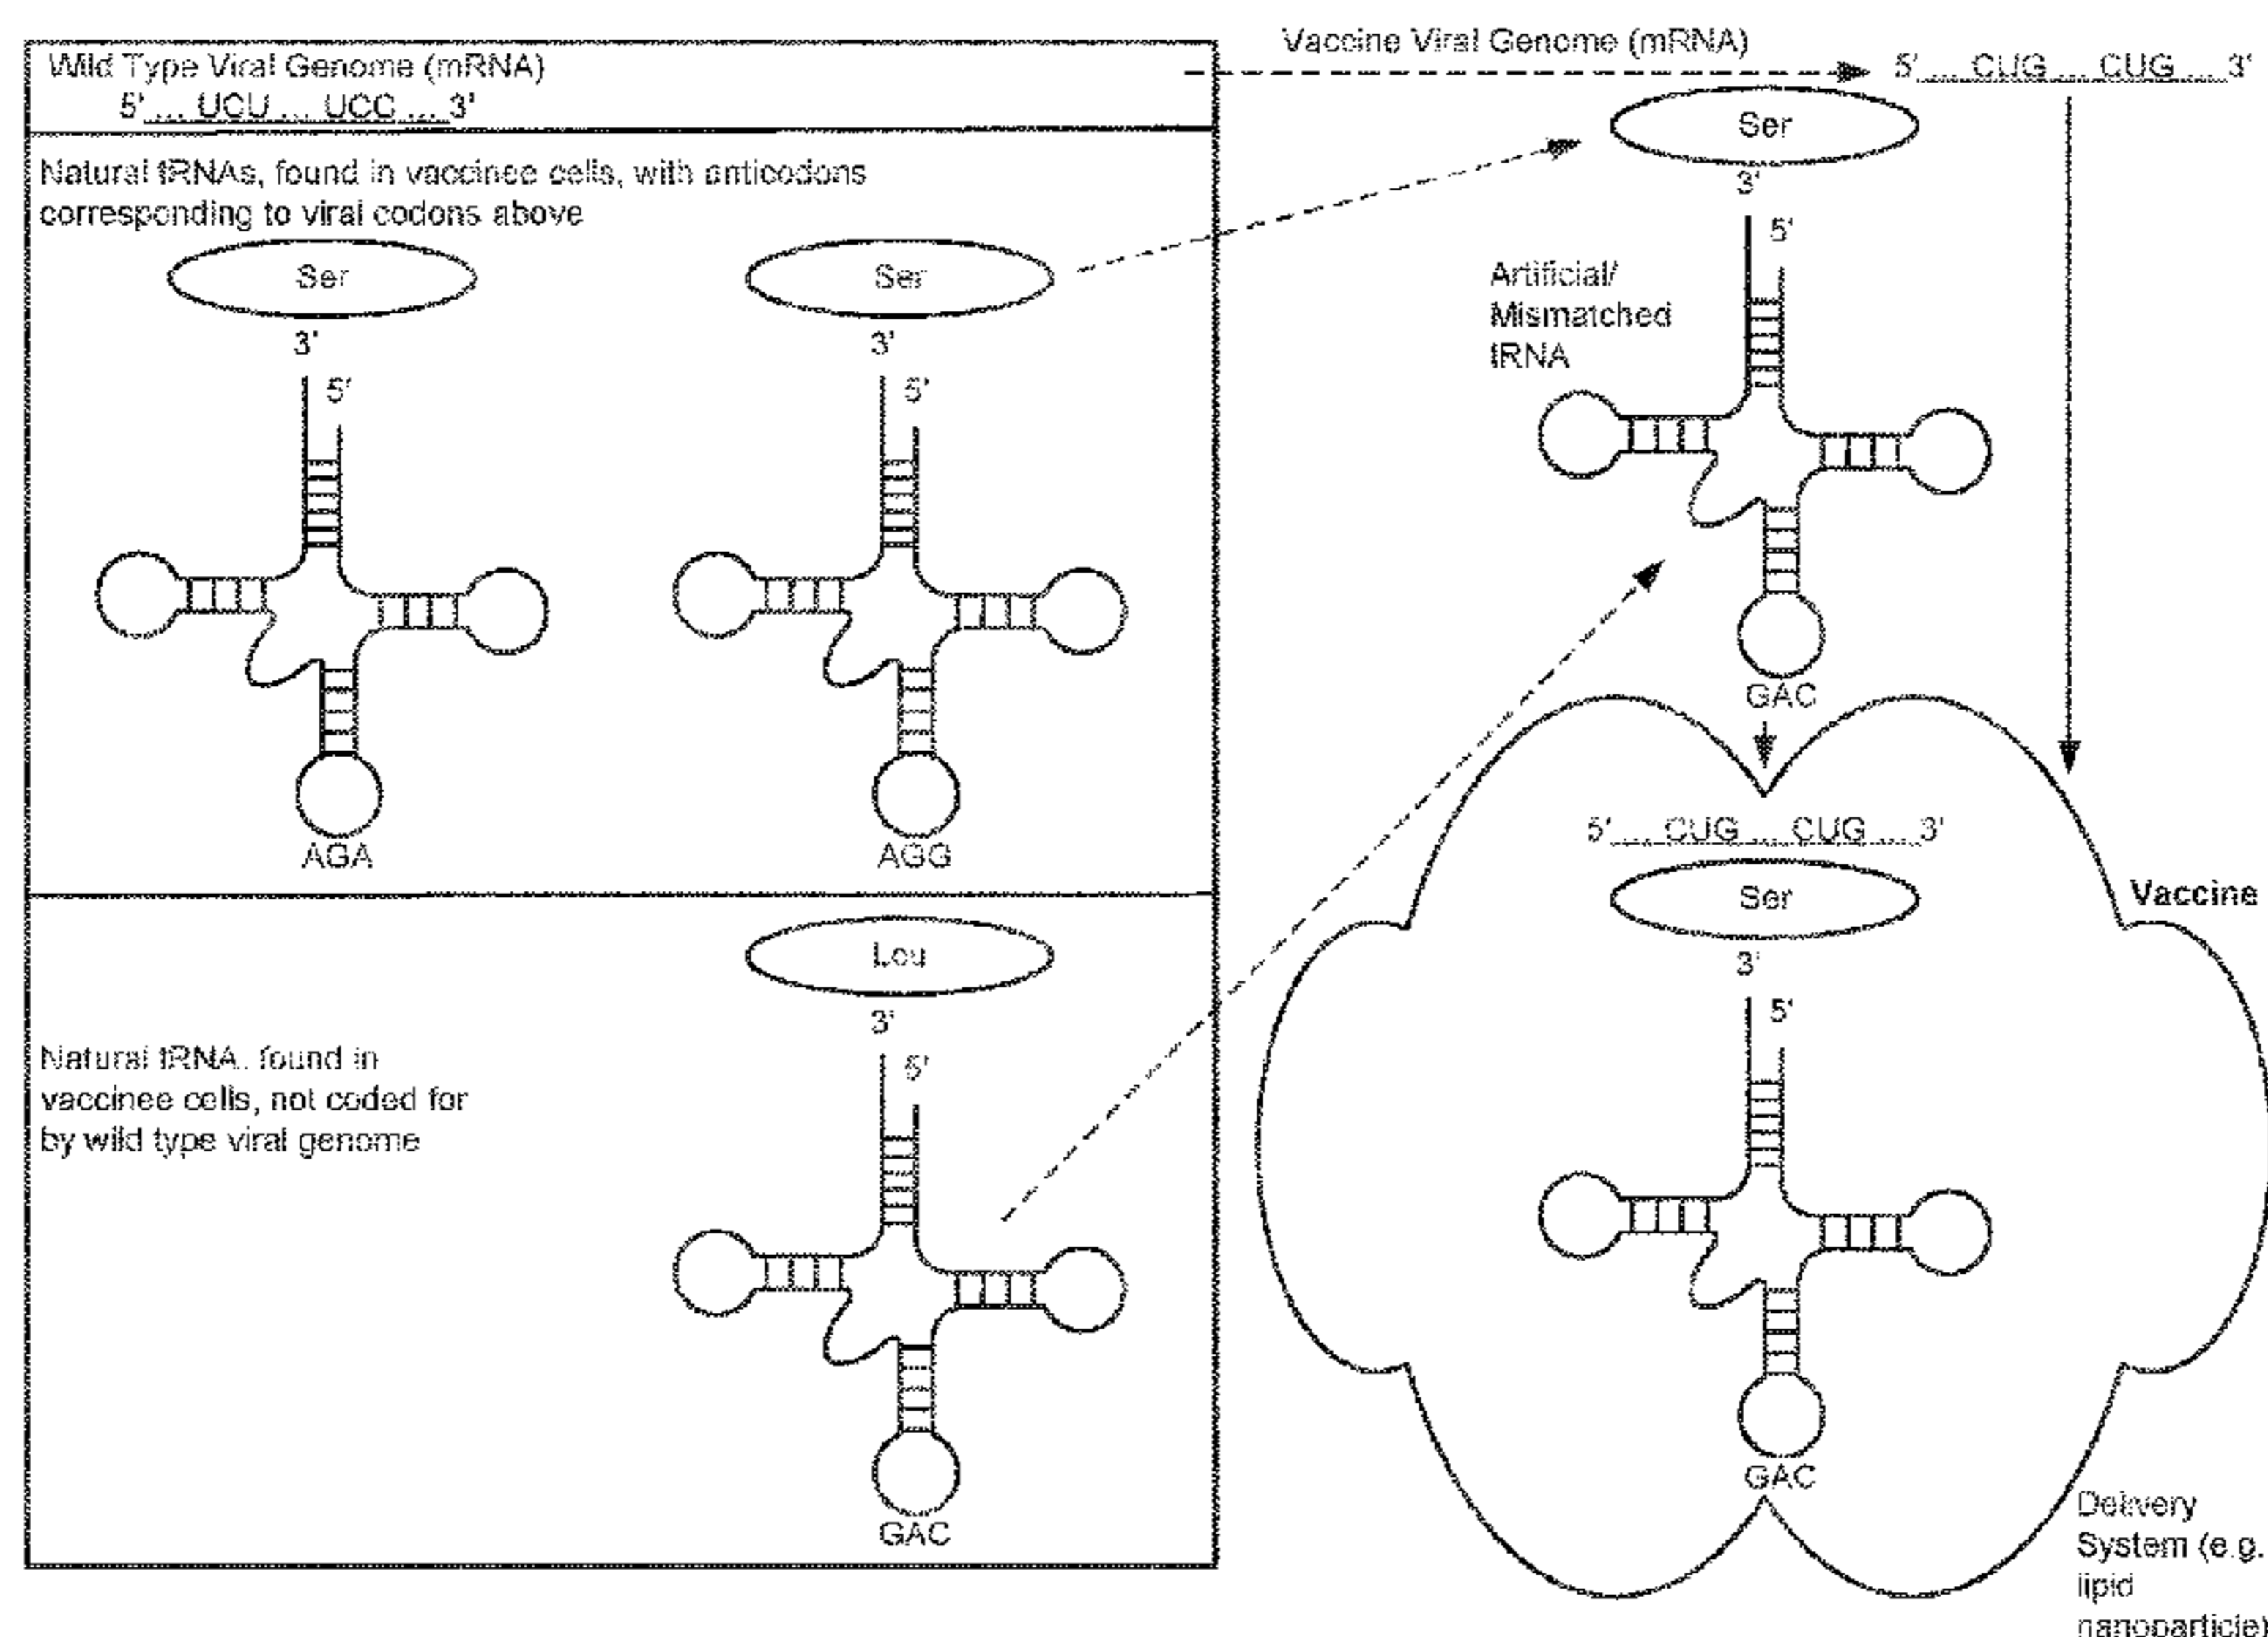 Wild Type Viral Genome (mRNA)
5' ... UCU ... UCC .... 3'
Natural tRNAs, found in vaccinee cells, with anticodons
corresponding to viral codons above
Ser
3'
5'
AGA
Ser
3'
5'
AGG
Natural tRNA, found in
vaccinee cells, not coded for
by wild type viral genome
Leu
3'
5'
GAC
Vaccine Viral Genome (mRNA)
5' ... CUG ... CUG ....3'
Ser
3'
5'
Artificial/
Mismatched
tRNA
GAC
5' ... CUG ... CUG ....3'
Ser
3'
5'
GAC
Vaccine
Delivery
System (e.g.
lipid
nanoparticle)